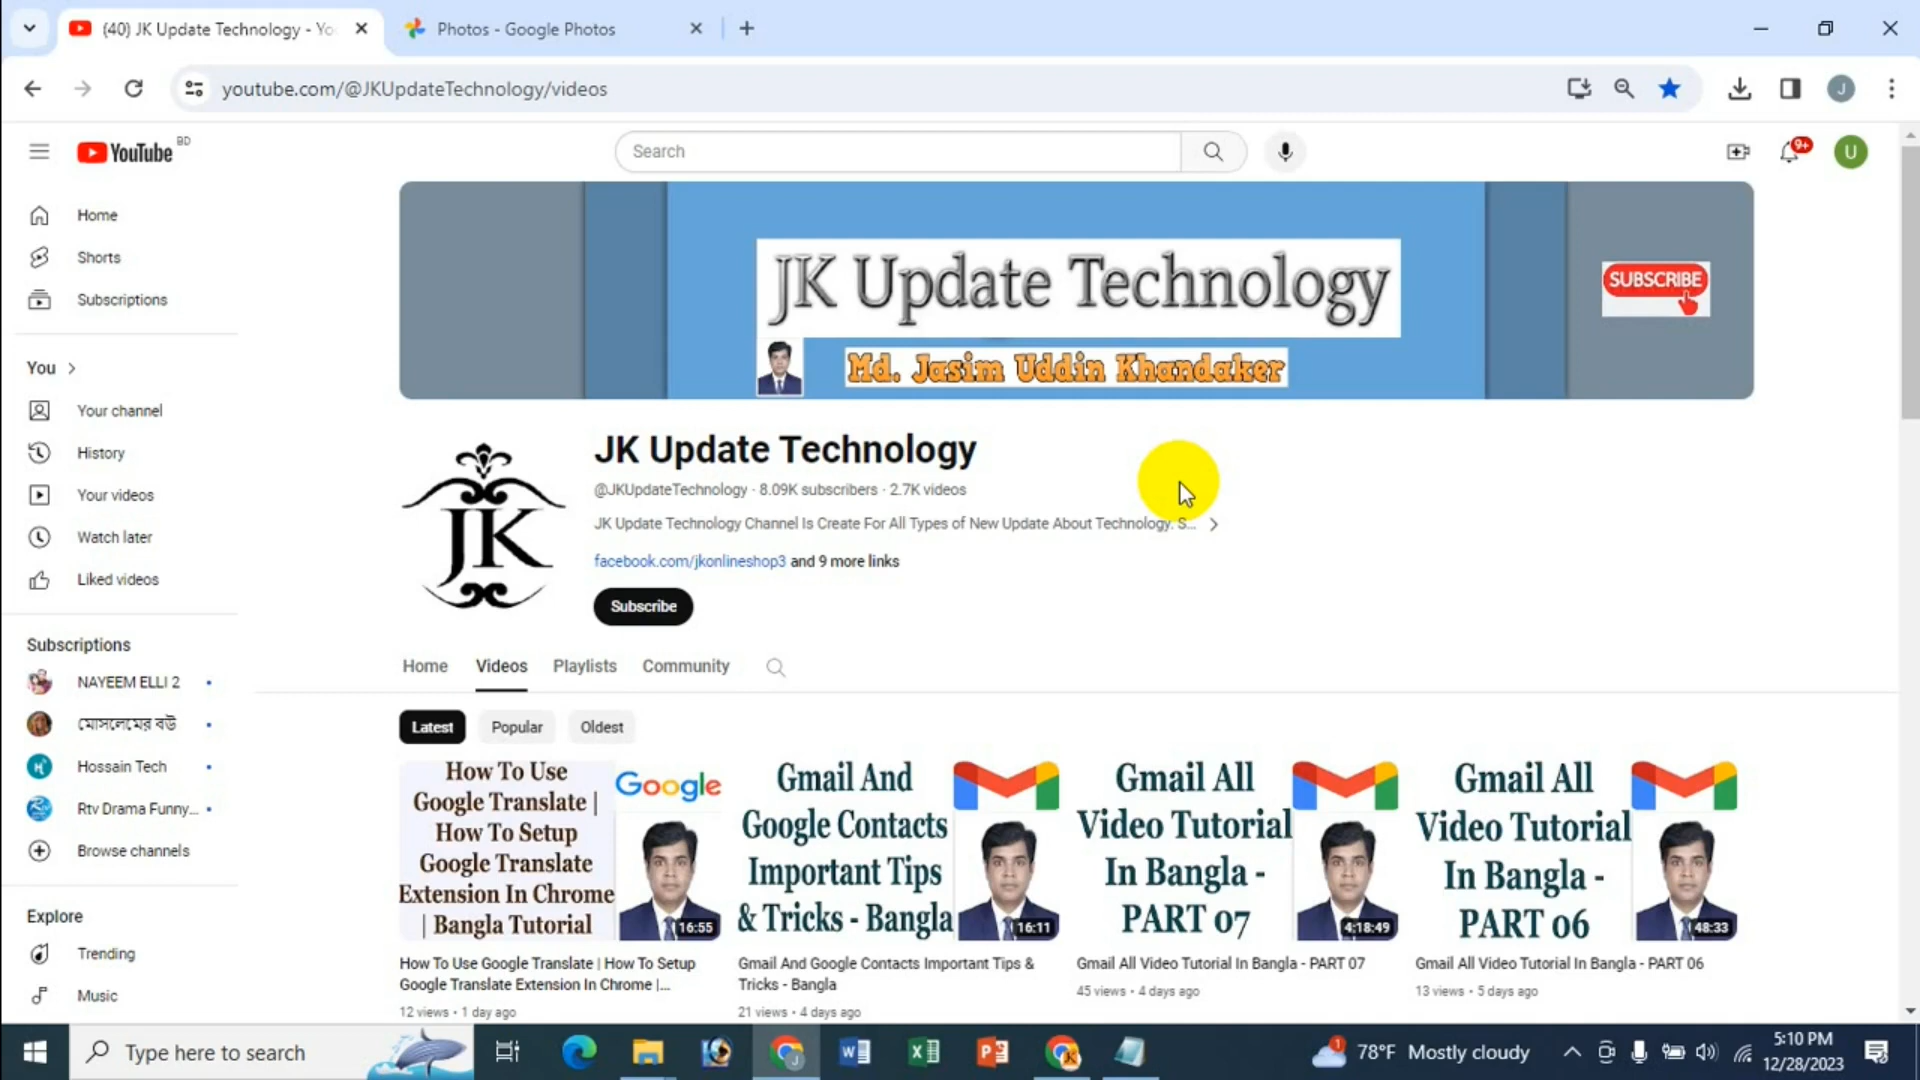 (40) JK Update Technology - Yo
Photos - Google Photos
youtube.com/@JKUpdateTechnology/videos
J
YouTube BD
Search
9+
U
Home
Shorts
Subscriptions
You
Your channel
History
Your videos
Watch later
Liked videos
Subscriptions
NAYEEM ELLI 2
মোসলেমের বউ
Hossain Tech
Rtv Drama Funny...
Browse channels
Explore
Trending
Music
JK Update Technology
Md. Jasim Uddin Khandaker
SUBSCRIBE
JK
JK Update Technology
@JKUpdateTechnology · 8.09K subscribers · 2.7K videos
JK Update Technology Channel Is Create For All Types of New Update About Technology. S...
facebook.com/jkonlineshop3 and 9 more links
Subscribe
Home Videos Playlists Community
Latest Popular Oldest
How To Use
Google Translate |
How To Setup
Google Translate
Extension In Chrome
| Bangla Tutorial
Google
16:55
How To Use Google Translate | How To Setup
Google Translate Extension In Chrome |...
12 views • 1 day ago
Gmail And
Google Contacts
Important Tips
& Tricks - Bangla
16:11
Gmail And Google Contacts Important Tips &
Tricks - Bangla
21 views • 4 days ago
Gmail All
Video Tutorial
In Bangla -
PART 07
4:18:49
Gmail All Video Tutorial In Bangla - PART 07
45 views • 4 days ago
Gmail All
Video Tutorial
In Bangla -
PART 06
48:33
Gmail All Video Tutorial In Bangla - PART 06
13 views • 5 days ago
Type here to search
78°F Mostly cloudy
5:10 PM
12/28/2023